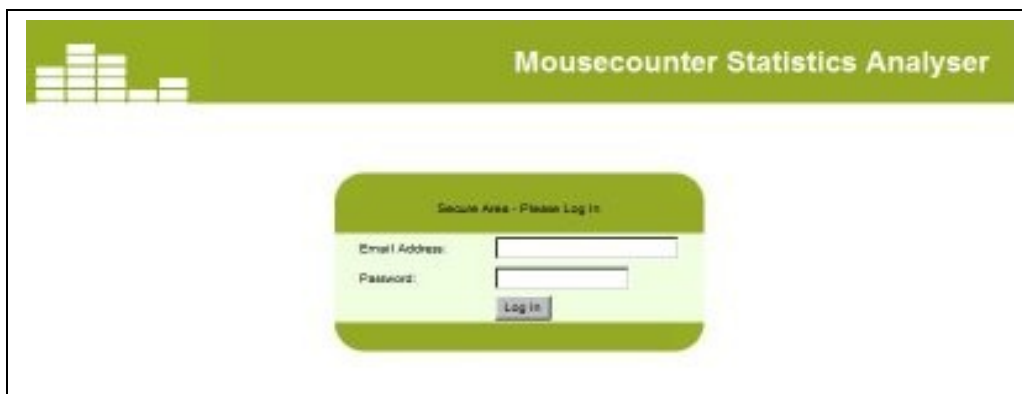 Mousecounter Statistics Analyser
Secure Area - Please Log In
Email Address:
Password:
Log In